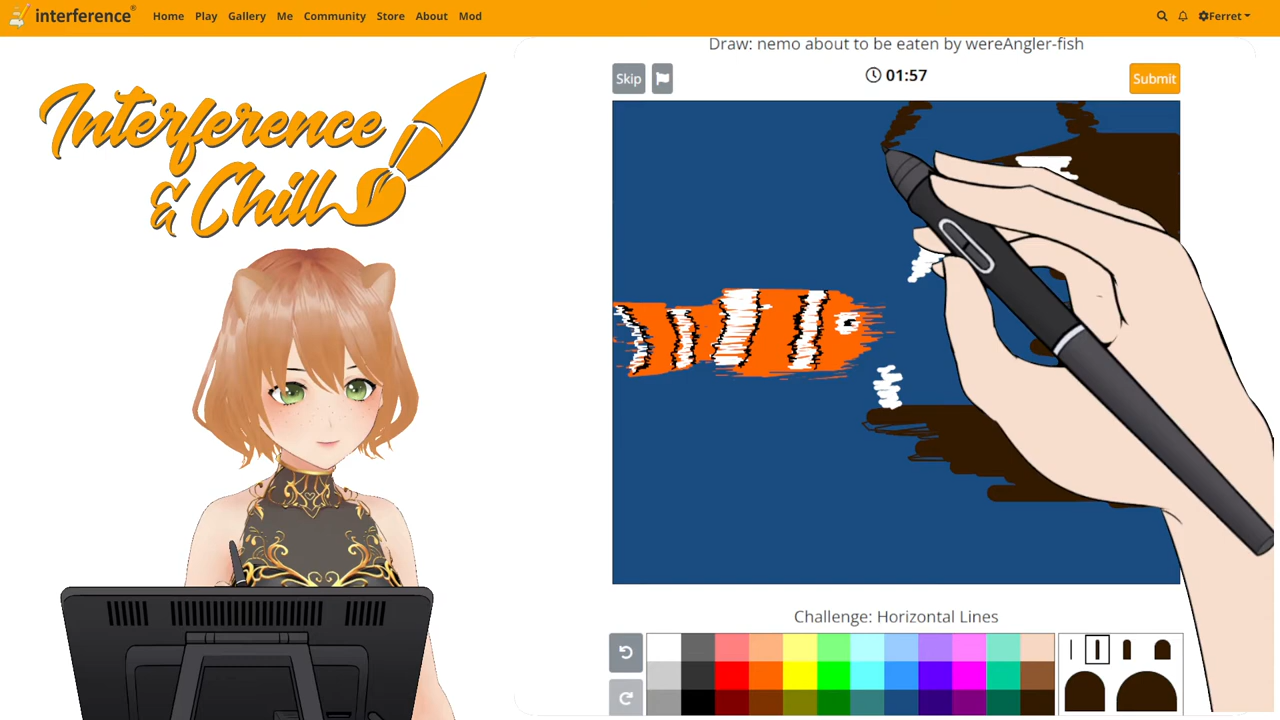 interference®
Home Play Gallery Me Community Store About Mod
Ferret
Interference
& Chill
Draw: nemo about to be eaten by wereAngler-fish
Skip
01:57
Submit
Challenge: Horizontal Lines